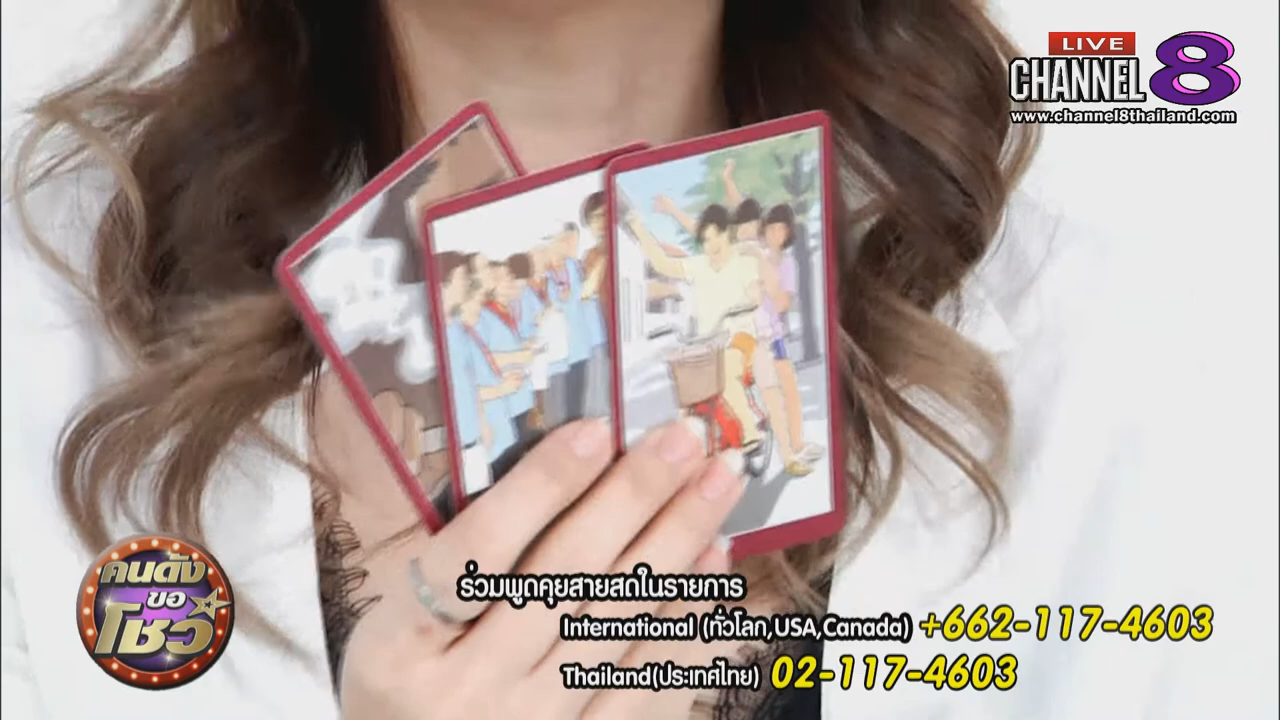 LIVE
CHANNEL 8
www.channel8thailand.com
คนดัง
ขอ
โชว์
ร่วมพูดคุยสายสดในรายการ
International (ทั่วโลก,USA,Canada) +662-117-4603
Thailand(ประเทศไทย) 02-117-4603